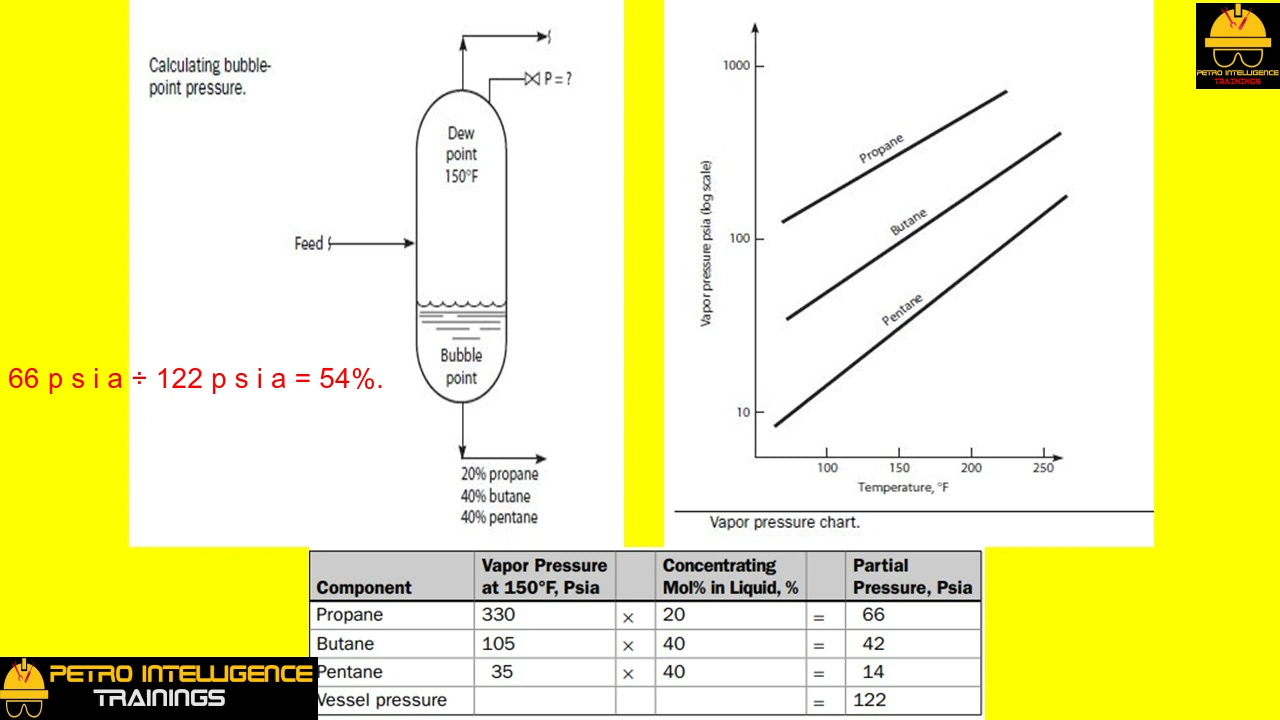 Calculating bubble-
point pressure.
P = ?
Dew
point
150°F
Feed
Bubble
point
20% propane
40% butane
40% pentane
66 p s i a ÷ 122 p s i a = 54%.
Vapor pressure psia (log scale)
1000
100
10
Propane
Butane
Pentane
100 150 200 250
Temperature, °F
Vapor pressure chart.
PETRO INTELLIGENCE
TRAININGS
Component Vapor Pressure at 150°F, Psia Concentrating Mol% in Liquid, % Partial Pressure, Psia
Propane 330 × 20 = 66
Butane 105 × 40 = 42
Pentane 35 × 40 = 14
Vessel pressure = 122
PETRO INTELLIGENCE
TRAININGS